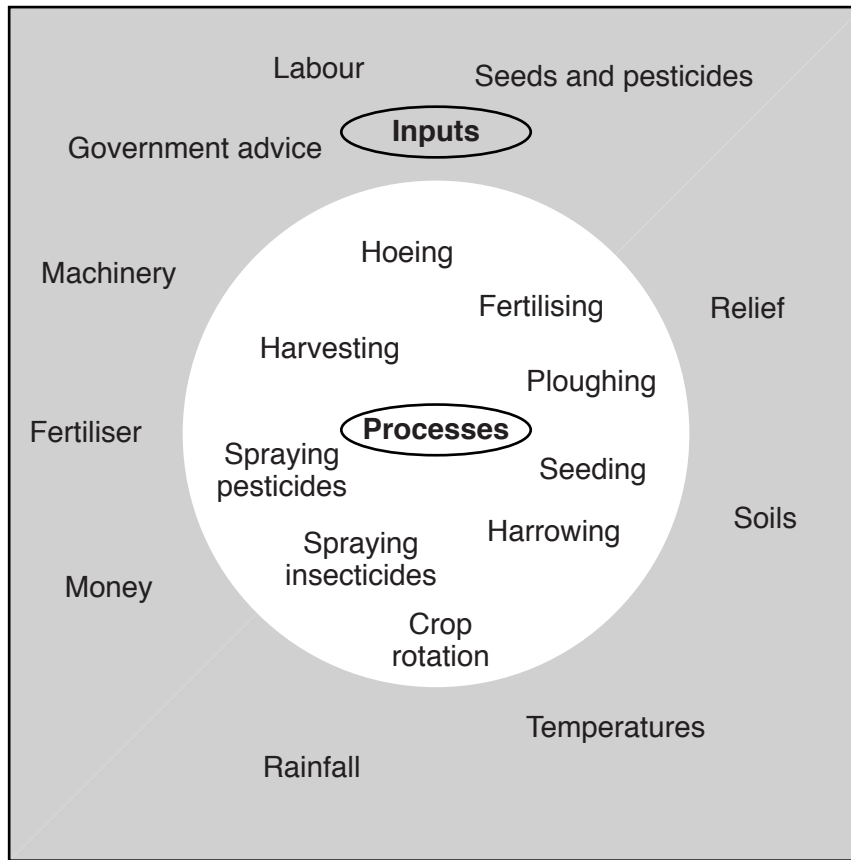 Labour
Seeds and pesticides
Inputs
Government advice
Hoeing
Machinery
Fertilising
Relief
Harvesting
Ploughing
Fertiliser
Processes
Spraying
pesticides
Seeding
Soils
Harrowing
Spraying
insecticides
Money
Crop
rotation
Temperatures
Rainfall